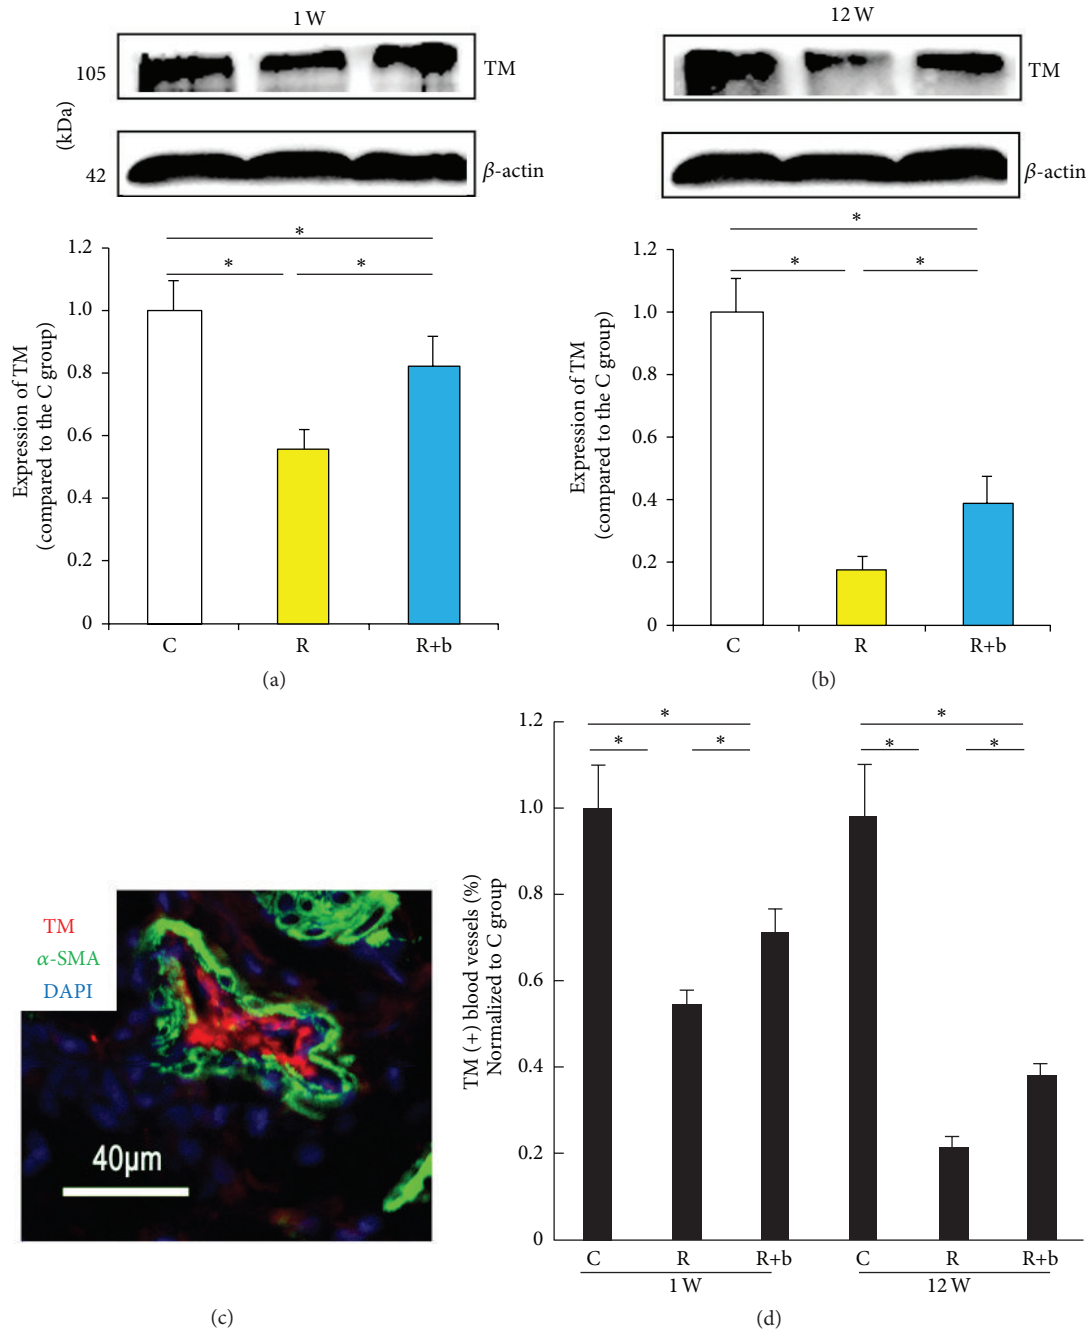 1 W
105
TM
(kDa)
42
β-actin
*
* *
Expression of TM
(compared to the C group)
1.2
1.0
0.8
0.6
0.4
0.2
0
C R R+b
(a)
12 W
TM
β-actin
*
* *
Expression of TM
(compared to the C group)
1.2
1.0
0.8
0.6
0.4
0.2
0
C R R+b
(b)
TM
α-SMA
DAPI
40μm
(c)
TM (+) blood vessels (%)
Normalized to C group
1.2
1.0
0.8
0.6
0.4
0.2
0
* *
* * * *
C R R+b C R R+b
1 W 12 W
(d)